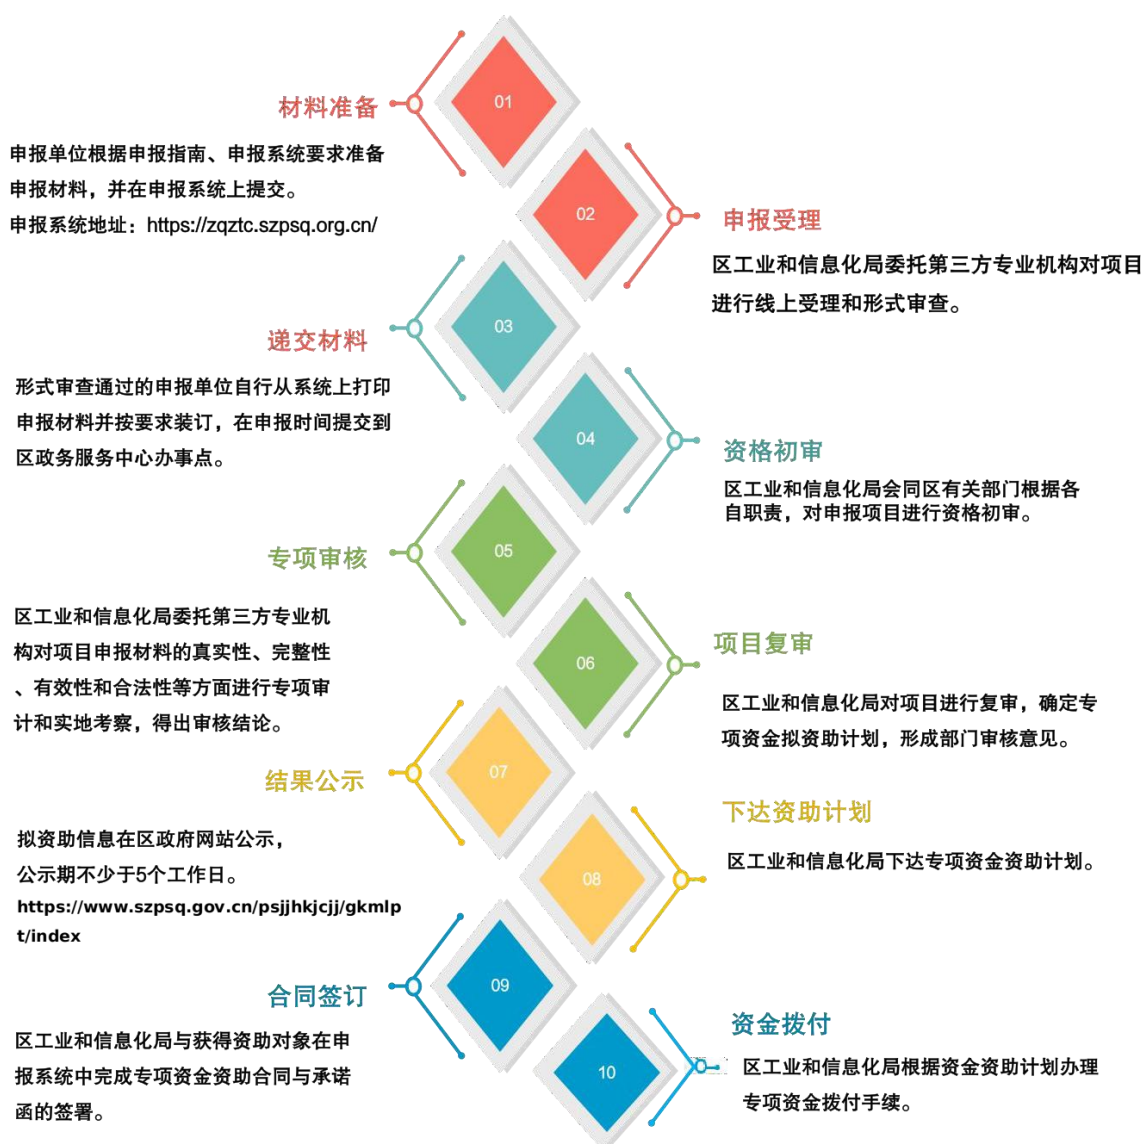 01
材料准备
申报单位根据申报指南、申报系统要求准备
申报材料，并在申报系统上提交。
申报系统地址：https://zqztc.szpsq.org.cn/
02
申报受理
区工业和信息化局委托第三方专业机构对项目
进行线上受理和形式审查。
03
递交材料
形式审查通过的申报单位自行从系统上打印
申报材料并按要求装订，在申报时间提交到
区政务服务中心办事点。
04
资格初审
区工业和信息化局会同区有关部门根据各
自职责，对申报项目进行资格初审。
05
专项审核
区工业和信息化局委托第三方专业机
构对项目申报材料的真实性、完整性
、有效性和合法性等方面进行专项审
计和实地考察，得出审核结论。
06
项目复审
区工业和信息化局对项目进行复审，确定专
项资金拟资助计划，形成部门审核意见。
07
结果公示
拟资助信息在区政府网站公示，
公示期不少于5个工作日。
https://www.szpsq.gov.cn/psjjhkjcjj/gkmlp
t/index
08
下达资助计划
区工业和信息化局下达专项资金资助计划。
09
合同签订
区工业和信息化局与获得资助对象在申
报系统中完成专项资金资助合同与承诺
函的签署。
10
资金拨付
区工业和信息化局根据资金资助计划办理
专项资金拨付手续。